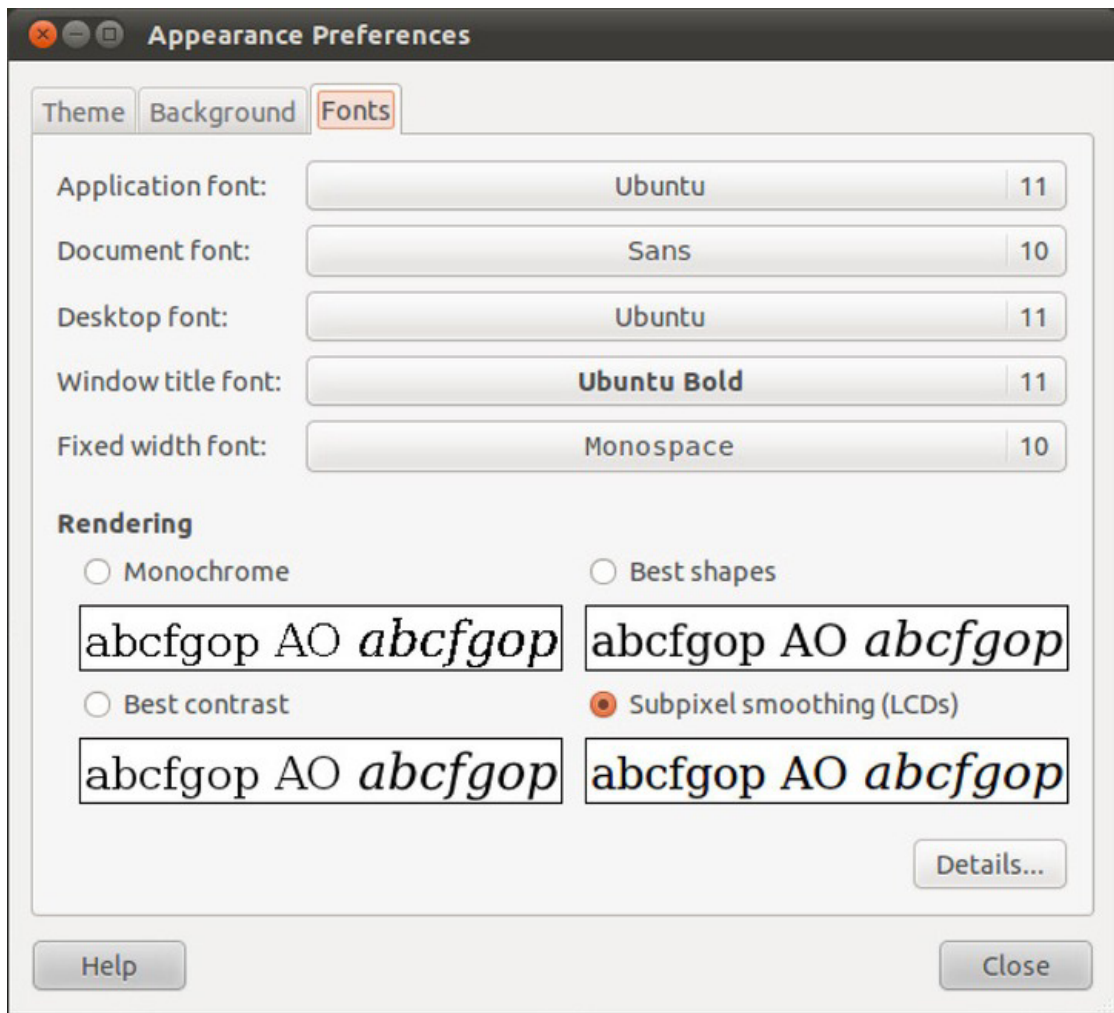 Appearance Preferences
Theme Background Fonts
Application font: Ubuntu 11
Document font: Sans 10
Desktop font: Ubuntu 11
Window title font: Ubuntu Bold 11
Fixed width font: Monospace 10
Rendering
Monochrome Best shapes
abcfgop AO abcfgop abcfgop AO abcfgop
Best contrast Subpixel smoothing (LCDs)
abcfgop AO abcfgop abcfgop AO abcfgop
Details...
Help Close